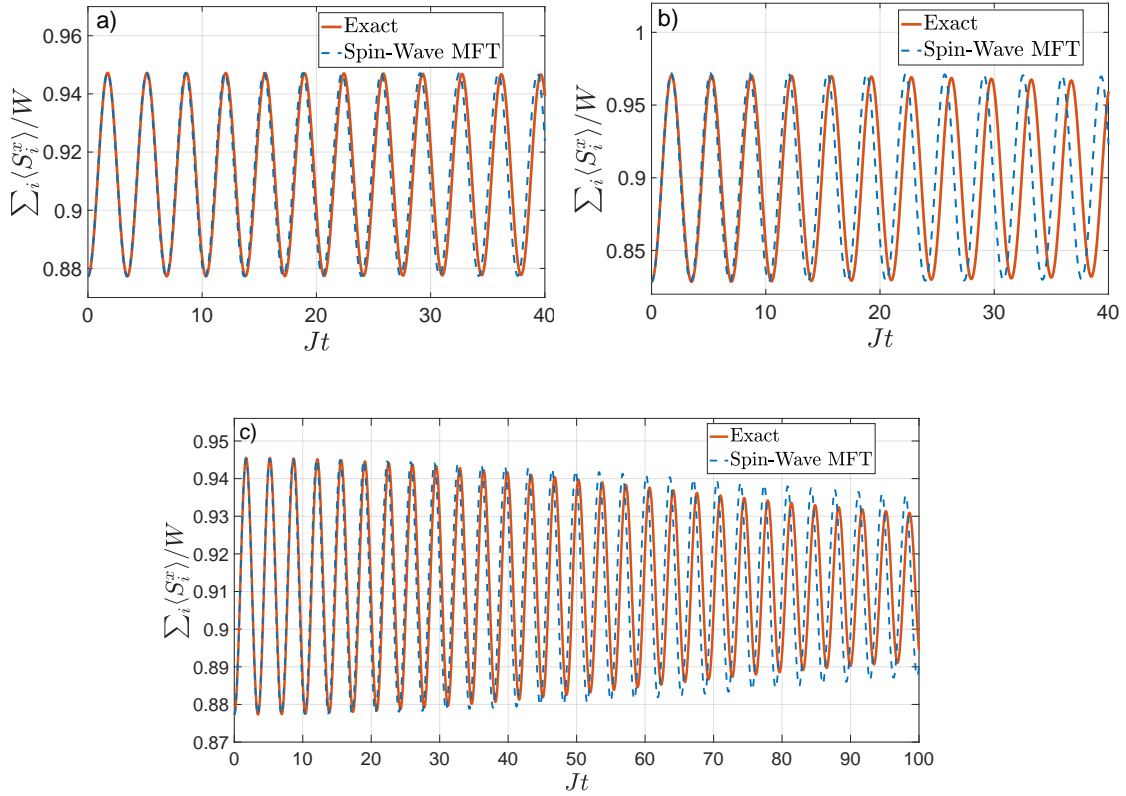 a)
Exact
Spin-Wave MFT
0.96
0.94
0.92
0.9
0.88
∑ᵢ⟨Sᵢˣ⟩/W
0 10 20 30 40
Jt
b)
Exact
Spin-Wave MFT
1
0.95
0.9
0.85
∑ᵢ⟨Sᵢˣ⟩/W
0 10 20 30 40
Jt
c)
Exact
Spin-Wave MFT
0.95
0.94
0.93
0.92
0.91
0.9
0.89
0.88
0.87
∑ᵢ⟨Sᵢˣ⟩/W
0 10 20 30 40 50 60 70 80 90 100
Jt